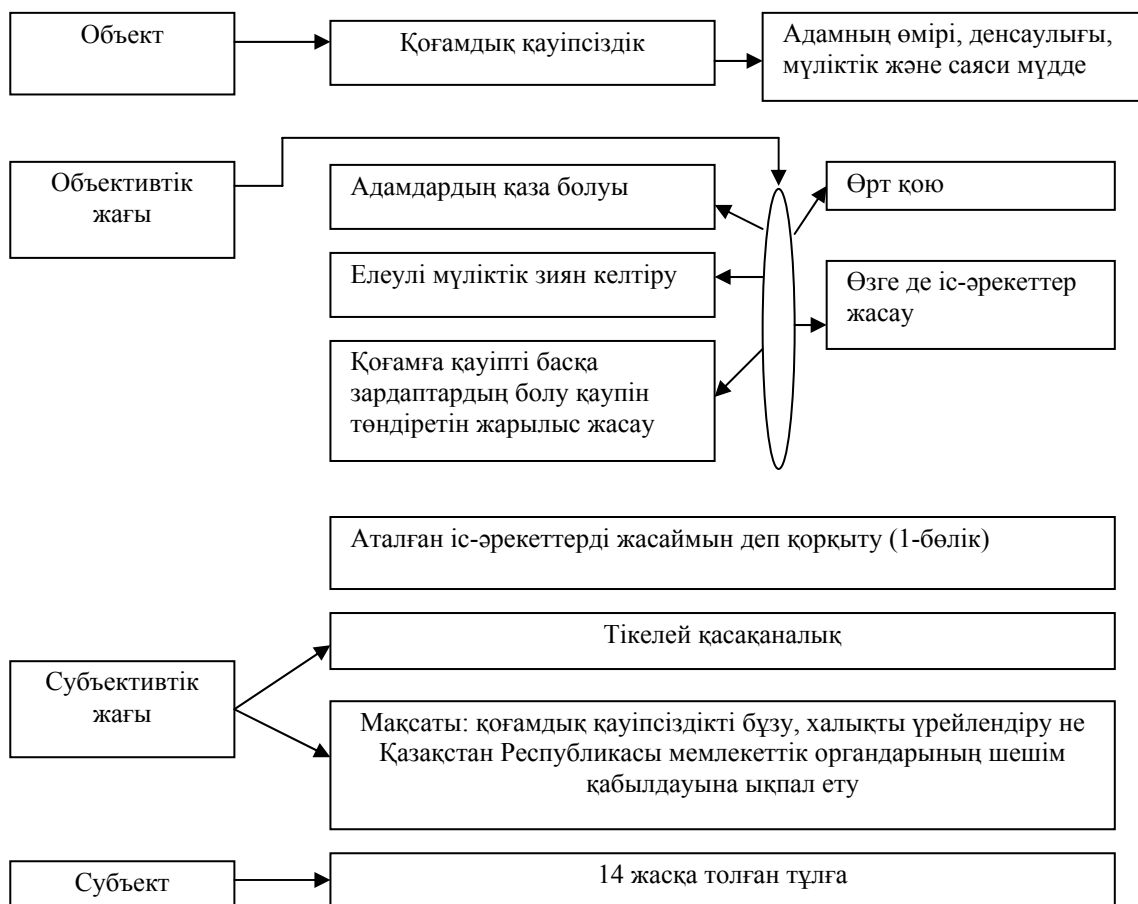 Объект
Қоғамдық қауіпсіздік
Адамның өмірі, денсаулығы,
мүліктік және саяси мүдде
Объективтік
жағы
Адамдардың қаза болуы
Өрт қою
Елеулі мүліктік зиян келтіру
Өзге де іс-әрекеттер
жасау
Қоғамға қауіпті басқа
зардаптардың болу қаупін
төндіретін жарылыс жасау
Аталған іс-әрекеттерді жасаймын деп қорқыту (1-бөлік)
Субъективтік
жағы
Тікелей қасақаналық
Мақсаты: қоғамдық қауіпсіздікті бұзу, халықты үрейлендіру не
Қазақстан Республикасы мемлекеттік органдарының шешім
қабылдауына ықпал ету
Субъект
14 жасқа толған тұлға